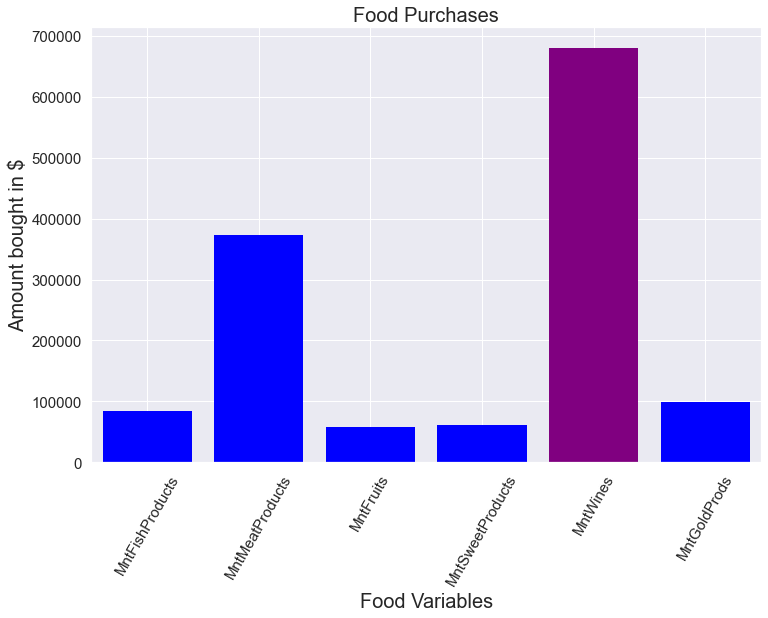 Food Purchases
Amount bought in $
700000
600000
500000
400000
300000
200000
100000
0
MntFishProducts
MntMeatProducts
MntFruits
MntSweetProducts
MntWines
MntGoldProds
Food Variables